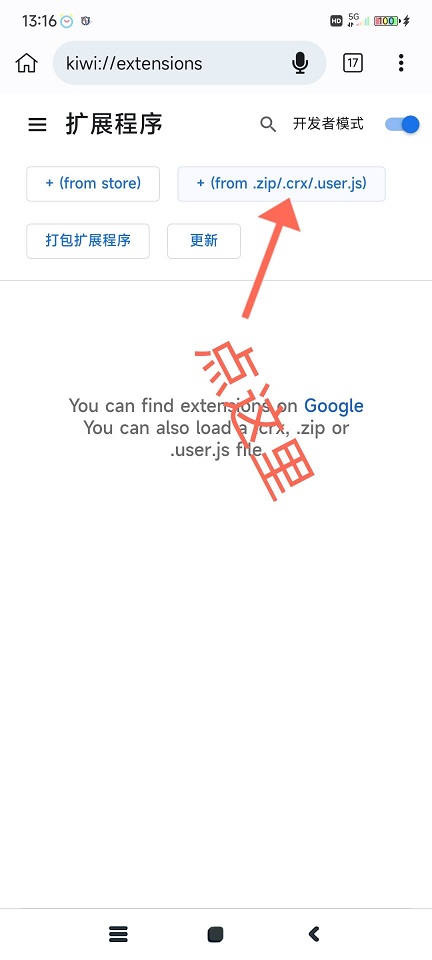 13:16
HD 5G 100
kiwi://extensions
17
扩展程序
开发者模式
+ (from store)
+ (from .zip/.crx/.user.js)
打包扩展程序
更新
点这里
You can find extensions on Google
You can also load a .crx, .zip or
.user.js file.